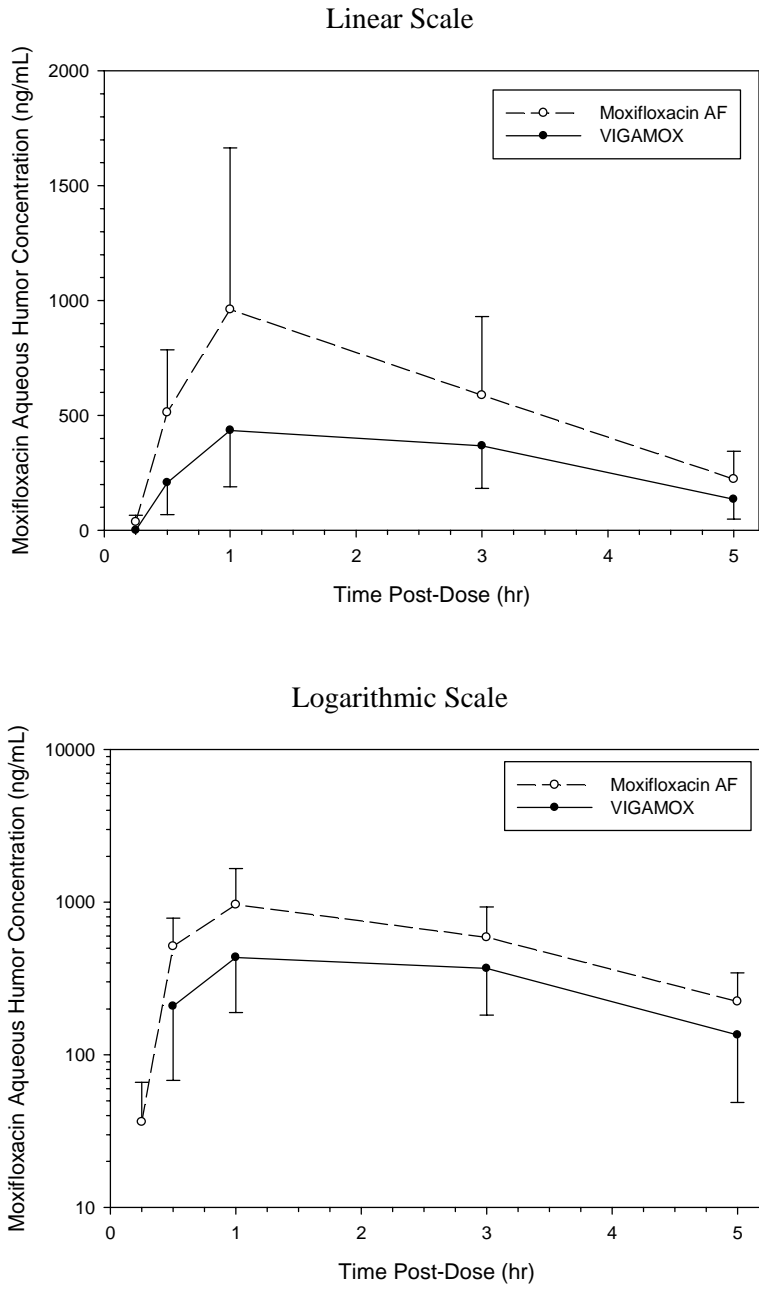 Linear Scale
Moxifloxacin Aqueous Humor Concentration (ng/mL)
2000
1500
1000
500
0
Moxifloxacin AF
VIGAMOX
0 1 2 3 4 5
Time Post-Dose (hr)
Logarithmic Scale
Moxifloxacin Aqueous Humor Concentration (ng/mL)
10000
1000
100
10
Moxifloxacin AF
VIGAMOX
0 1 2 3 4 5
Time Post-Dose (hr)